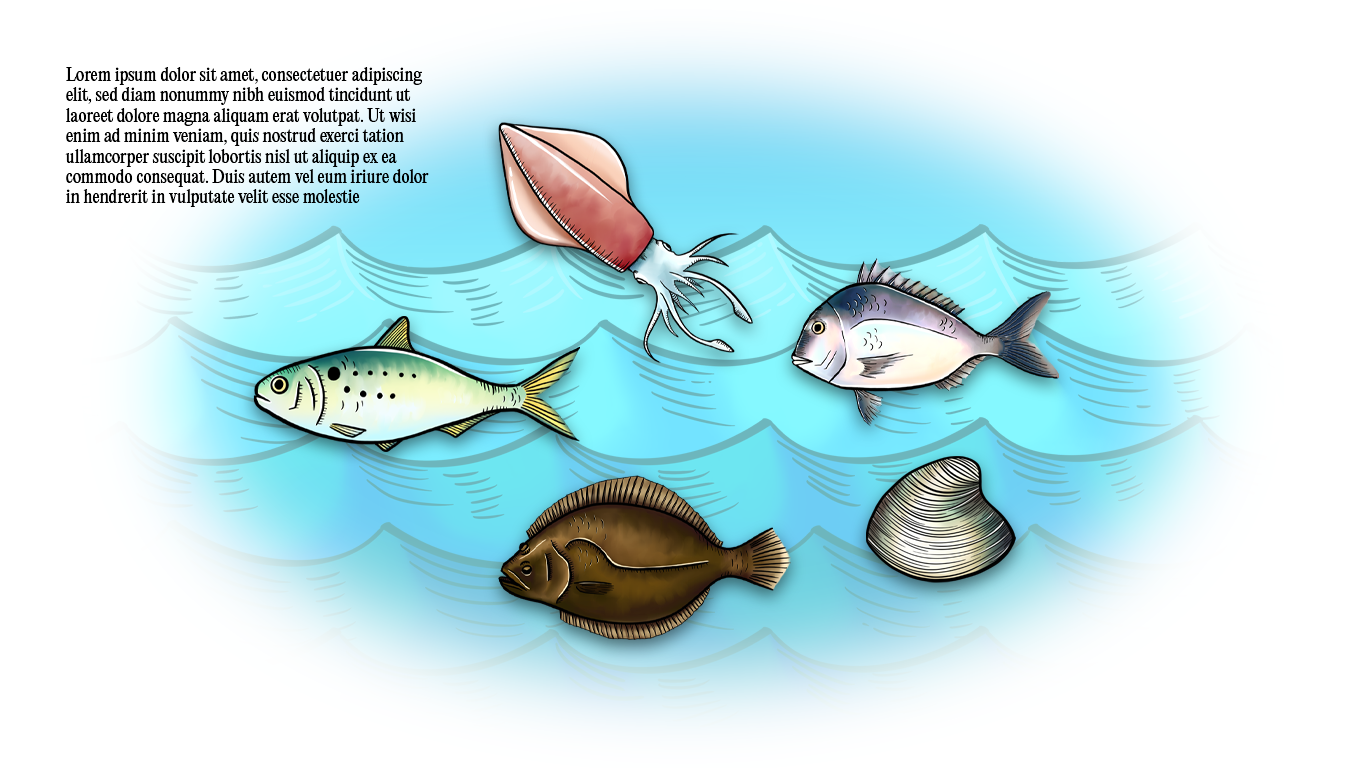 Lorem ipsum dolor sit amet, consectetuer adipiscing
elit, sed diam nonummy nibh euismod tincidunt ut
laoreet dolore magna aliquam erat volutpat. Ut wisi
enim ad minim veniam, quis nostrud exerci tation
ullamcorper suscipit lobortis nisl ut aliquip ex ea
commodo consequat. Duis autem vel eum iriure dolor
in hendrerit in vulputate velit esse molestie